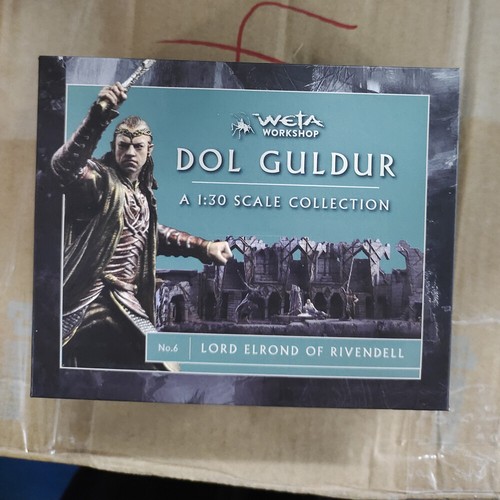 WETA
WORKSHOP
DOL GULDUR
A 1:30 SCALE COLLECTION
No.6 LORD ELROND OF RIVENDELL